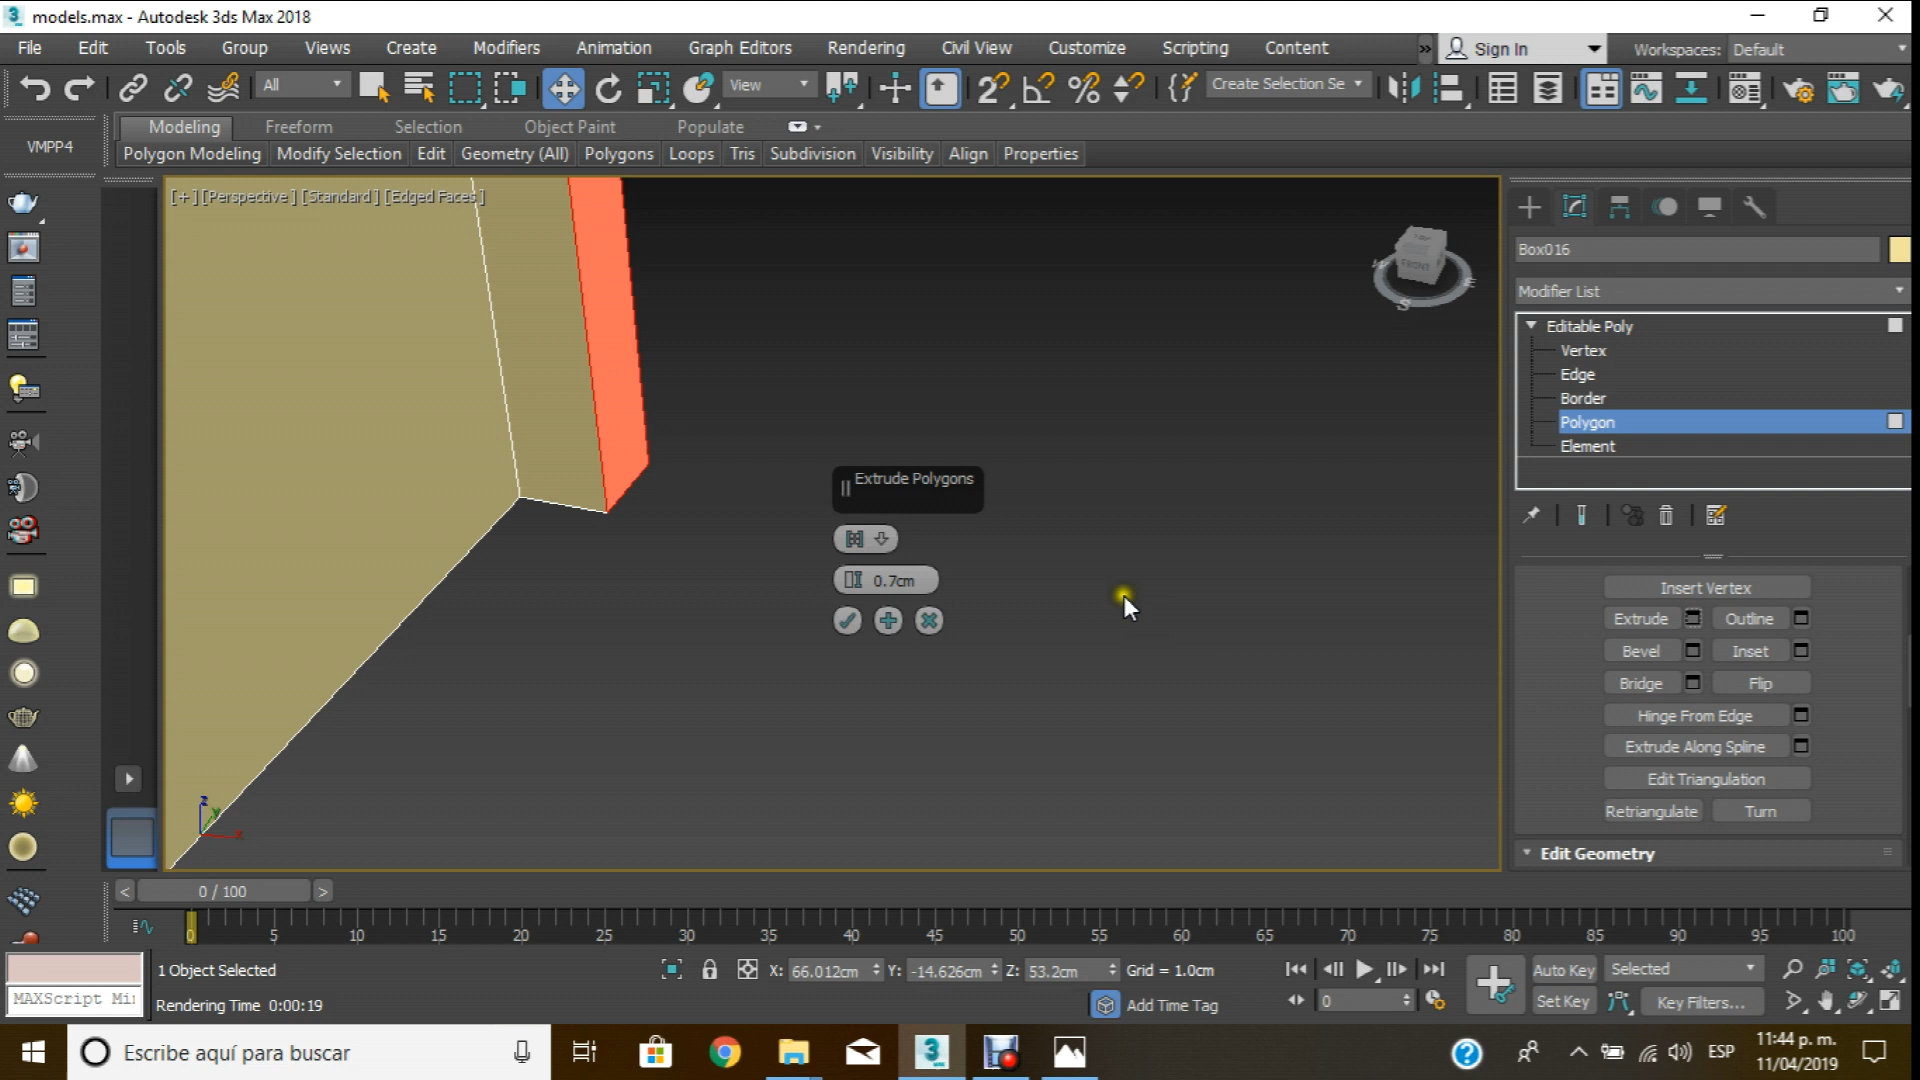 models.max - Autodesk 3ds Max 2018
File Edit Tools Group Views Create Modifiers Animation Graph Editors Rendering Civil View Customize Scripting Content
Sign In
Workspaces: Default
All
View
Create Selection Se
VMPP4
Modeling Freeform Selection Object Paint Populate
Polygon Modeling Modify Selection Edit Geometry (All) Polygons Loops Tris Subdivision Visibility Align Properties
[+] [Perspective] [Standard] [Edged Faces]
FRONT
S
E
Box016
Modifier List
Editable Poly
Vertex
Edge
Border
Polygon
Element
Extrude Polygons
0.7cm
Insert Vertex
Extrude Outline
Bevel Inset
Bridge Flip
Hinge From Edge
Extrude Along Spline
Edit Triangulation
Retriangulate Turn
Edit Geometry
z
y
x
< 0 / 100 >
0 5 10 15 20 25 30 35 40 45 50 55 60 65 70 75 80 85 90 95 100
1 Object Selected
X: 66.012cm Y: -14.626cm Z: 53.2cm Grid = 1.0cm
Auto Key Selected
MAXScript Mi
Rendering Time 0:00:19
Add Time Tag
0
Set Key Key Filters...
Escribe aquí para buscar
ESP
11:44 p. m.
11/04/2019